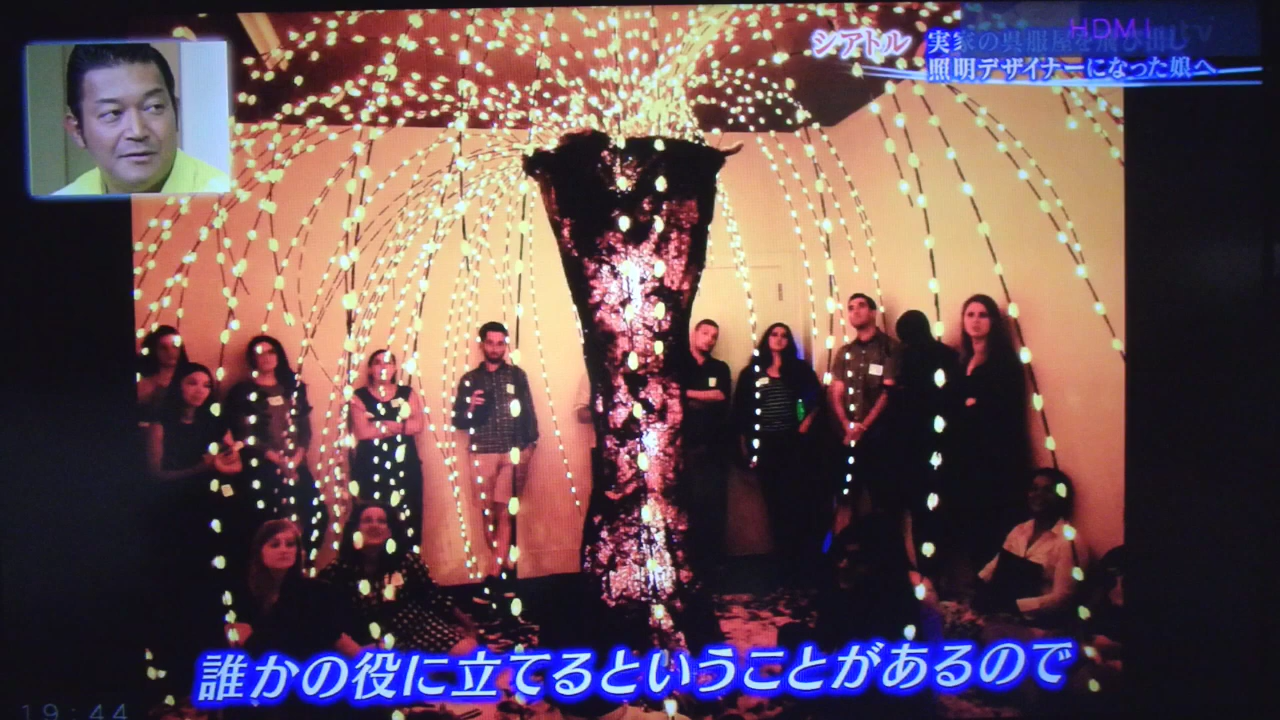 シアトル
実家の呉服屋を飛び出し
照明デザイナーになった娘へ
HDMI
tv
誰かの役に立てるということがあるので
19:44